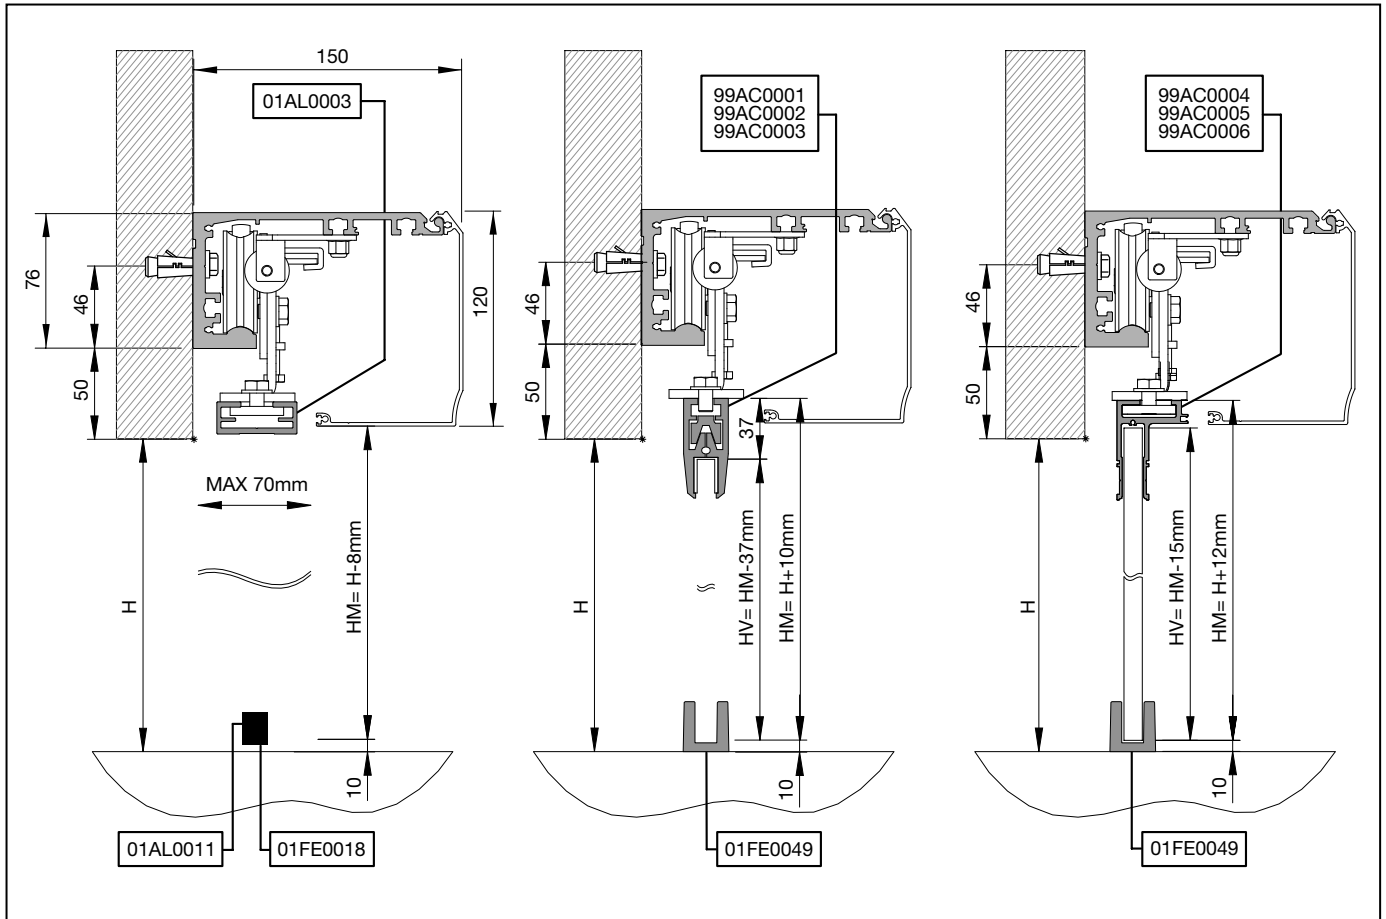 150
01AL0003
76
46
50
120
MAX 70mm
H
HM= H-8mm
10
01AL0011
01FE0018
99AC0001
99AC0002
99AC0003
46
50
37
H
HV= HM-37mm
HM= H+10mm
10
01FE0049
99AC0004
99AC0005
99AC0006
46
50
H
HV= HM-15mm
HM= H+12mm
10
01FE0049